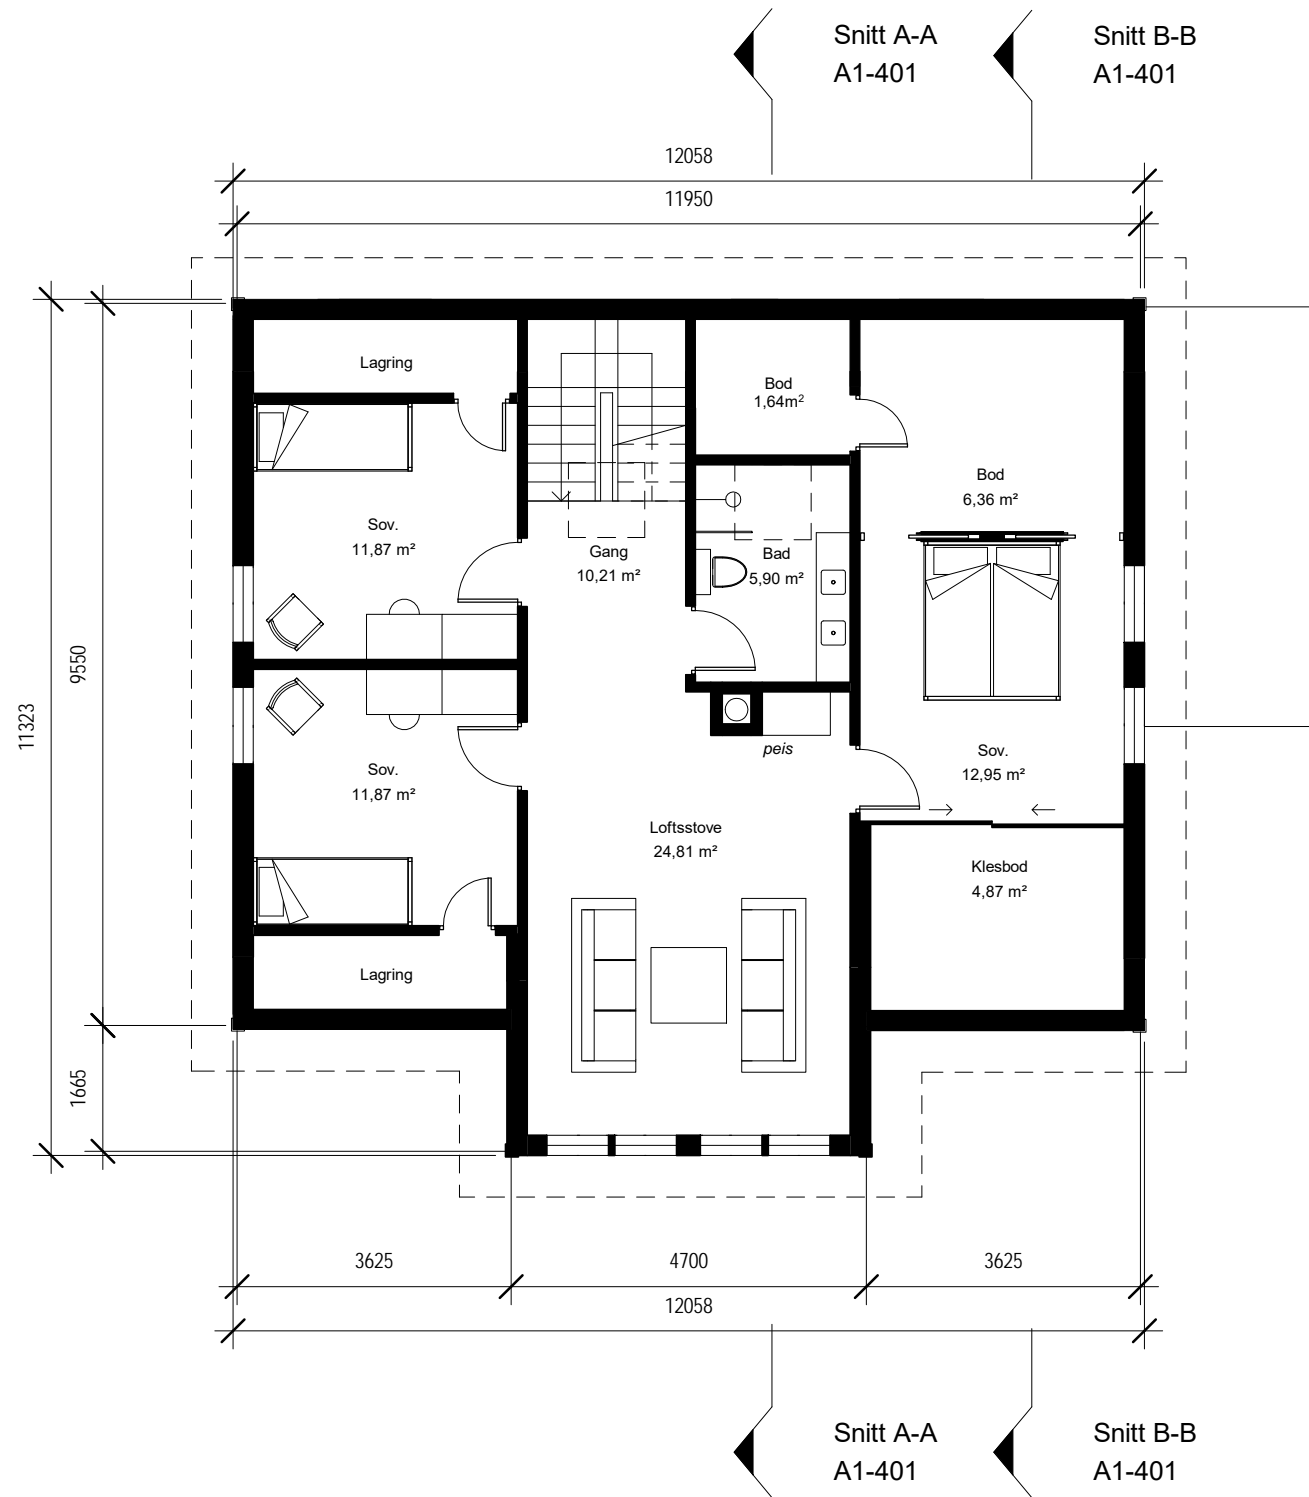 Snitt A-A
A1-401
Snitt B-B
A1-401
12058
11950
Lagring
Bod
1,64m²
Bod
6,36 m²
Sov.
11,87 m²
Gang
10,21 m²
Bad
5,90 m²
9550
11323
peis
Sov.
12,95 m²
Sov.
11,87 m²
Loftsstove
24,81 m²
Klesbod
4,87 m²
Lagring
1665
3625
4700
3625
12058
Snitt A-A
A1-401
Snitt B-B
A1-401